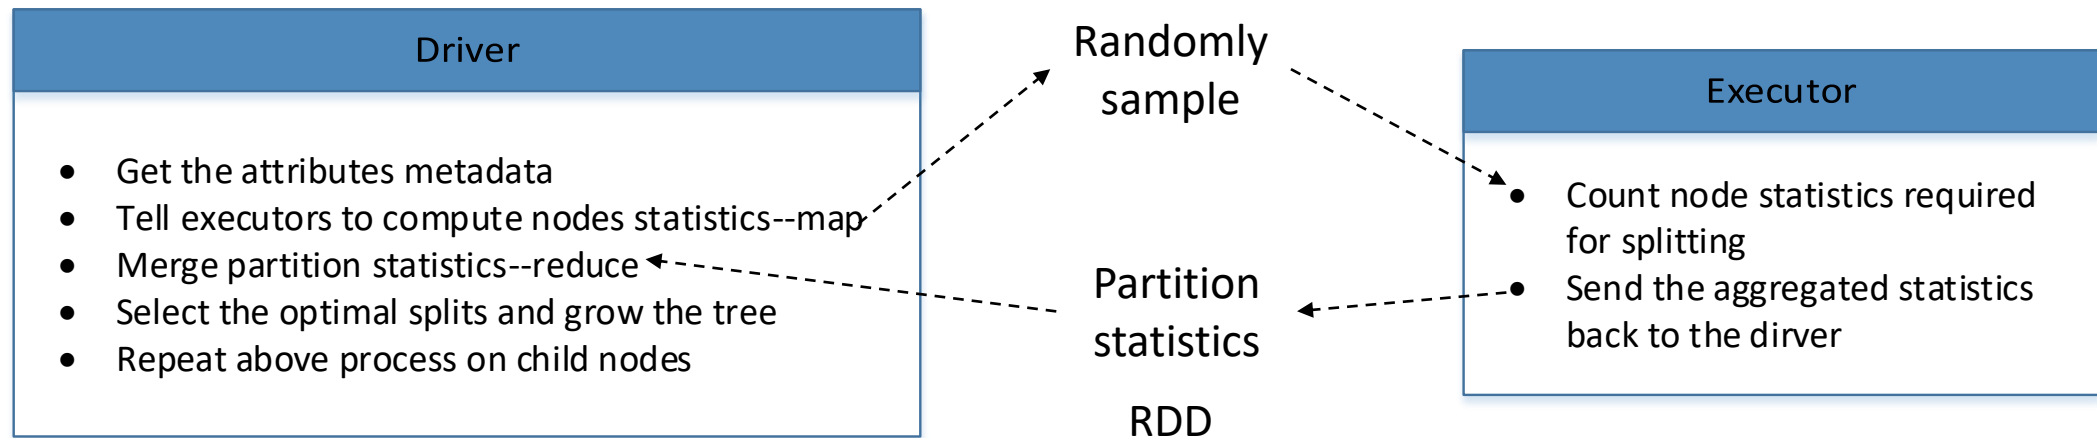 Driver
• Get the attributes metadata
• Tell executors to compute nodes statistics--map
• Merge partition statistics--reduce
• Select the optimal splits and grow the tree
• Repeat above process on child nodes
Randomly
sample
Partition
statistics
RDD
Executor
• Count node statistics required
for splitting
• Send the aggregated statistics
back to the dirver